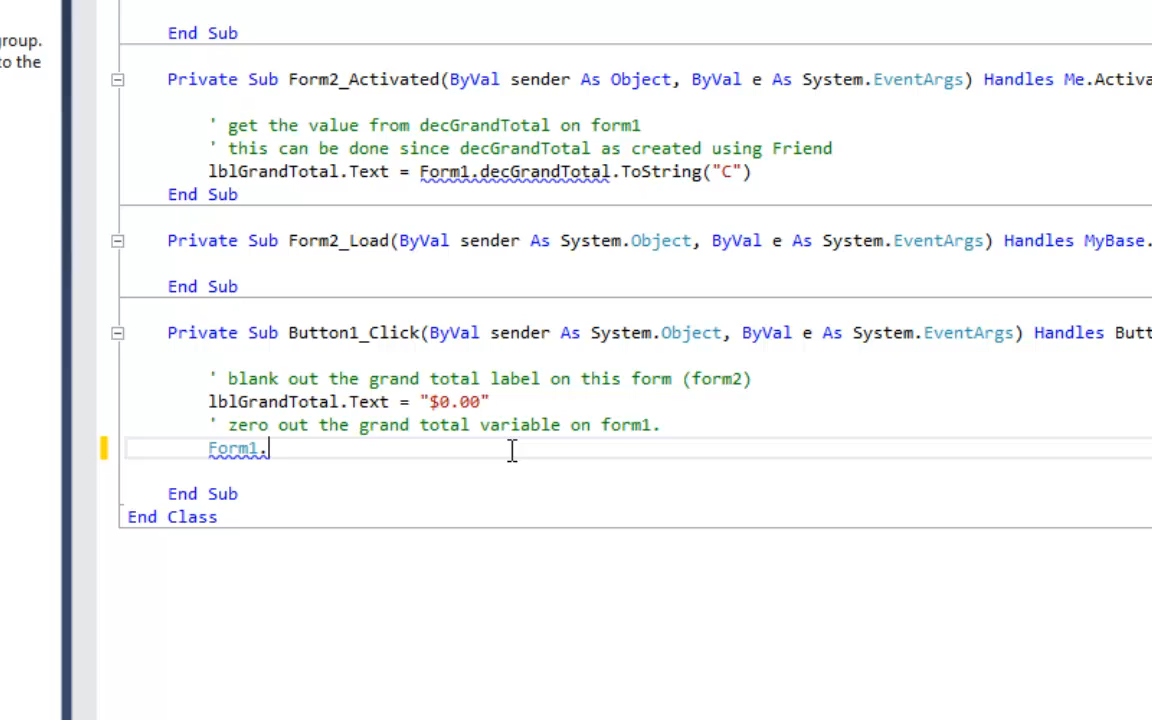 group.
to the
End Sub
Private Sub Form2_Activated(ByVal sender As Object, ByVal e As System.EventArgs) Handles Me.Activa
' get the value from decGrandTotal on form1
' this can be done since decGrandTotal as created using Friend
lblGrandTotal.Text = Form1.decGrandTotal.ToString("C")
End Sub
Private Sub Form2_Load(ByVal sender As System.Object, ByVal e As System.EventArgs) Handles MyBase.
End Sub
Private Sub Button1_Click(ByVal sender As System.Object, ByVal e As System.EventArgs) Handles Butt
' blank out the grand total label on this form (form2)
lblGrandTotal.Text = "$0.00"
' zero out the grand total variable on form1.
Form1.
End Sub
End Class